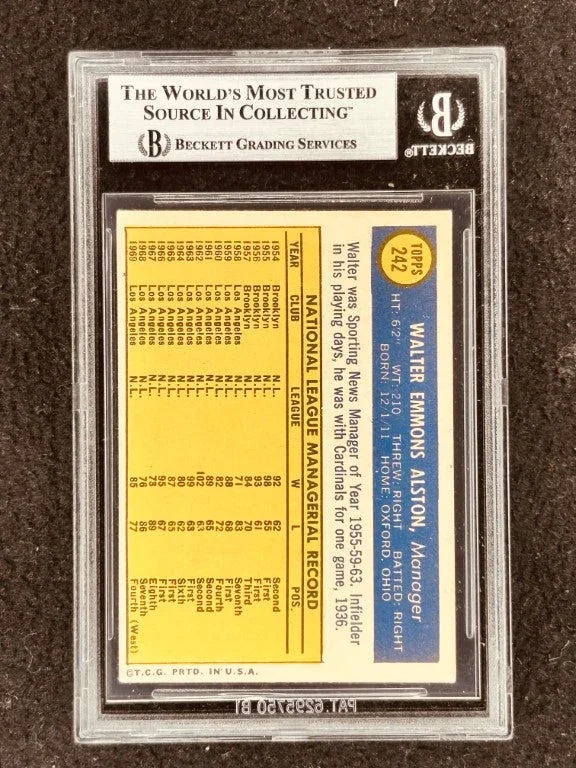 THE WORLD'S MOST TRUSTED
SOURCE IN COLLECTING™
B BECKETT GRADING SERVICES
B
BECKETT®
TOPPS
242
WALTER EMMONS ALSTON, Manager
HT: 6'2" WT: 210 THREW: RIGHT BATTED: RIGHT
BORN: 12/1/11 HOME: OXFORD, OHIO
Walter was Sporting News Manager of Year 1955-59-63. Infielder
in his playing days, he was with Cardinals for one game, 1936.
NATIONAL LEAGUE MANAGERIAL RECORD
YEAR CLUB LEAGUE W L POS.
1954 Brooklyn N.L. 92 62 Second
1955 Brooklyn N.L. 98 55 First
1956 Brooklyn N.L. 93 61 First
1957 Brooklyn N.L. 84 70 Third
1958 Los Angeles N.L. 71 83 Seventh
1959 Los Angeles N.L. 88 68 First
1960 Los Angeles N.L. 82 72 Fourth
1961 Los Angeles N.L. 89 65 Second
1962 Los Angeles N.L. 102 63 Second
1963 Los Angeles N.L. 99 63 First
1964 Los Angeles N.L. 80 82 Sixth
1965 Los Angeles N.L. 97 65 First
1966 Los Angeles N.L. 95 67 First
1967 Los Angeles N.L. 73 89 Eighth
1968 Los Angeles N.L. 76 86 Seventh
1969 Los Angeles N.L. 85 77 Fourth (West)
©T.C.G. PRTD. IN U.S.A.
PAT. 6295750 B1